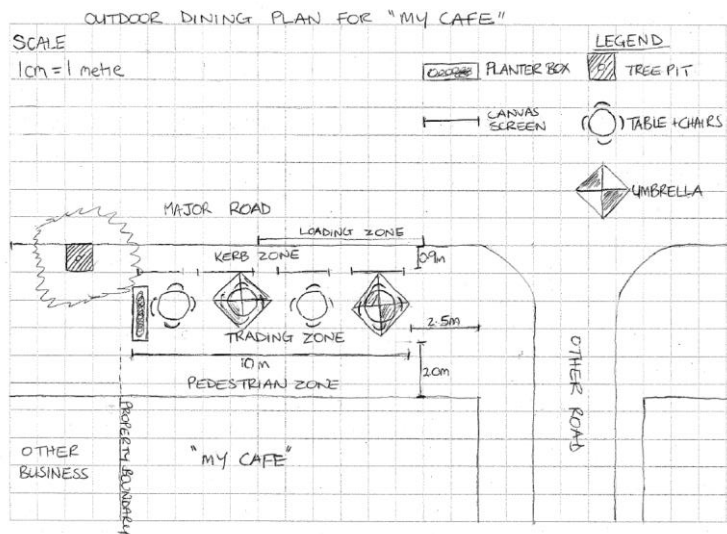 OUTDOOR DINING PLAN FOR "MY CAFE"
SCALE
1cm = 1 metre
LEGEND
PLANTER BOX
TREE PIT
CANVAS
SCREEN
TABLE + CHAIRS
UMBRELLA
MAJOR ROAD
LOADING ZONE
KERB ZONE
0.9m
TRADING ZONE
2.5m
10m
2.0m
PEDESTRIAN ZONE
OTHER ROAD
PROPERTY BOUNDARY
OTHER
BUSINESS
"MY CAFE"